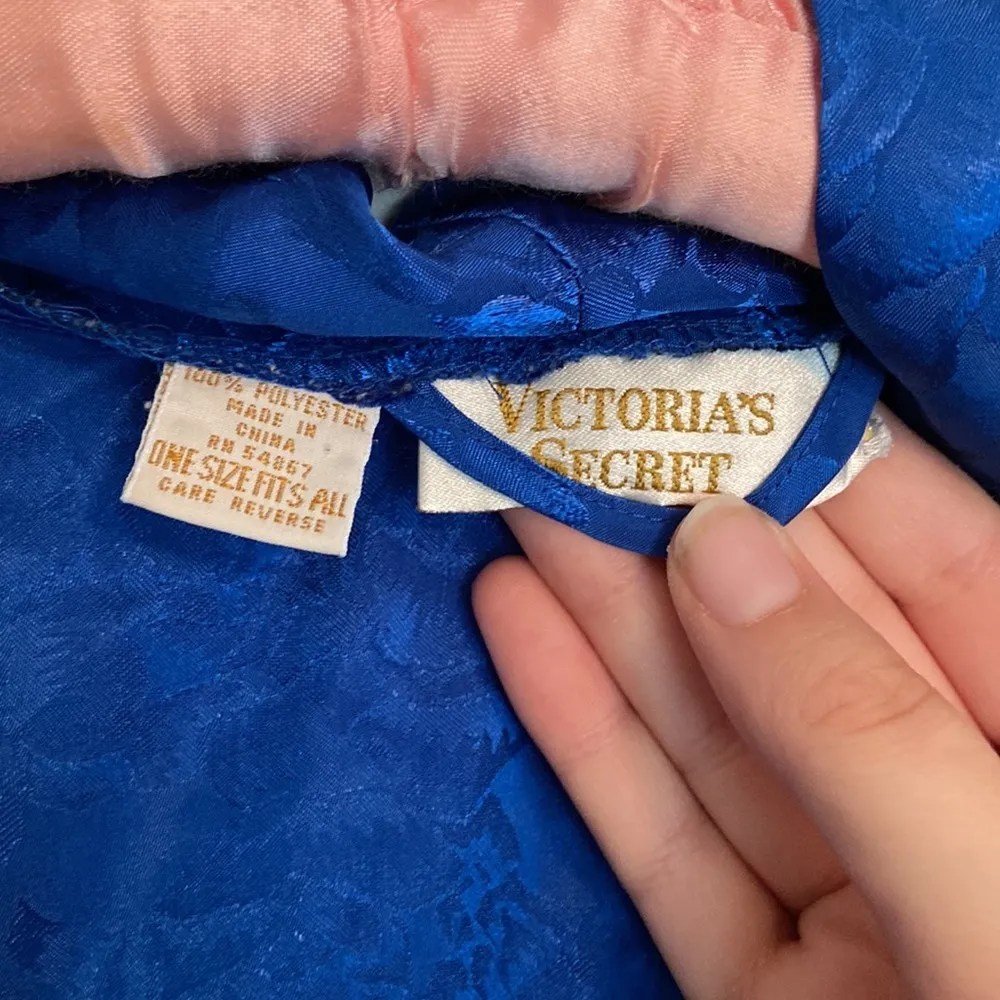 100% POLYESTER
MADE IN
CHINA
RN 54867
ONE SIZE FITS ALL
CARE REVERSE
VICTORIA'S
SECRET